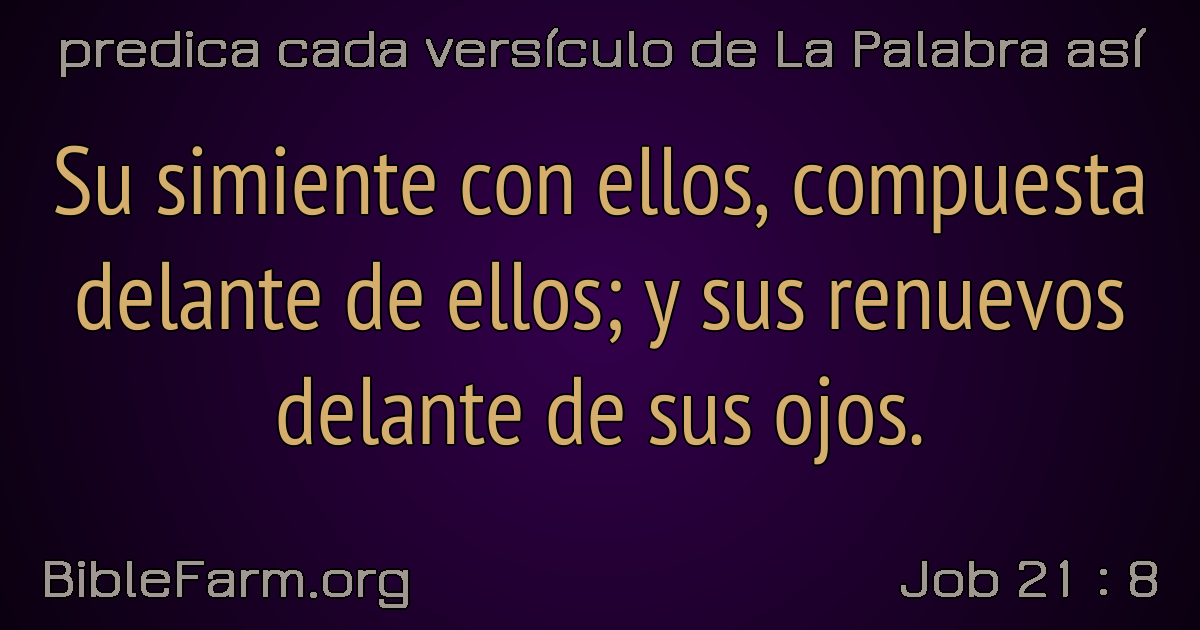 predica cada versículo de La Palabra así
Su simiente con ellos, compuesta
delante de ellos; y sus renuevos
delante de sus ojos.
BibleFarm.org
Job 21 : 8